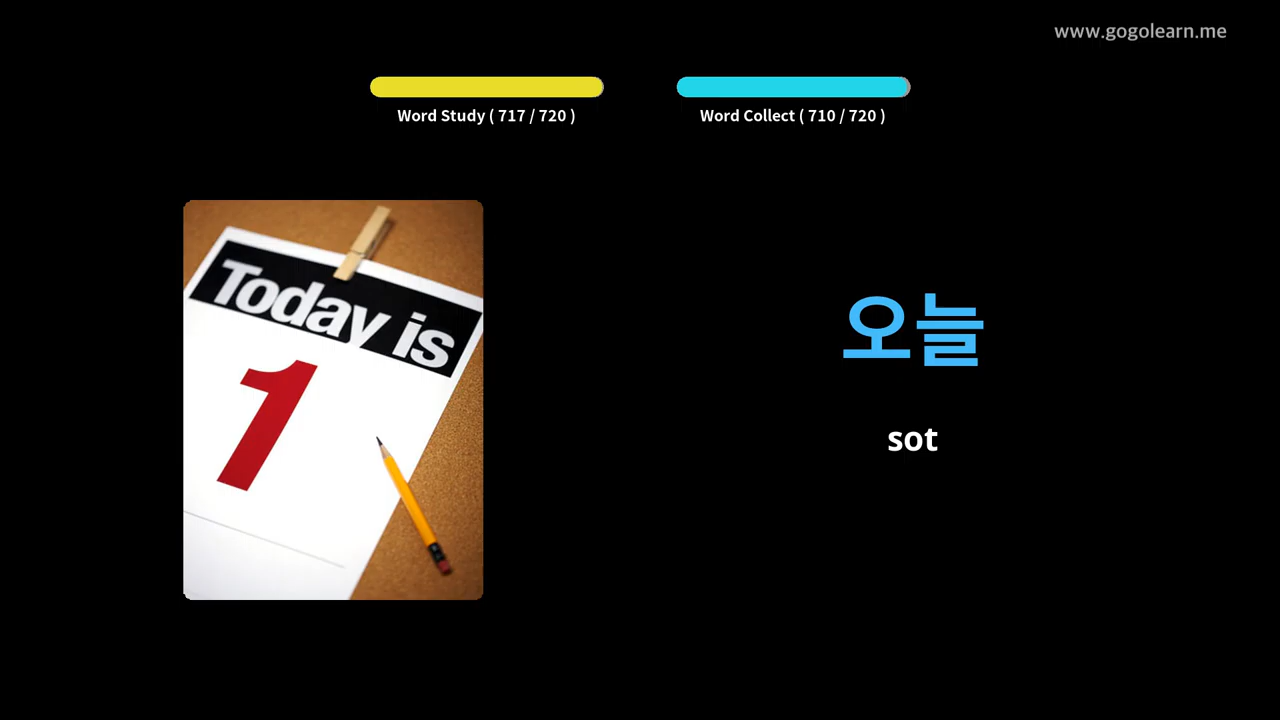 www.gogolearn.me
Word Study ( 717 / 720 )
Word Collect ( 710 / 720 )
Today is
1
오늘
sot